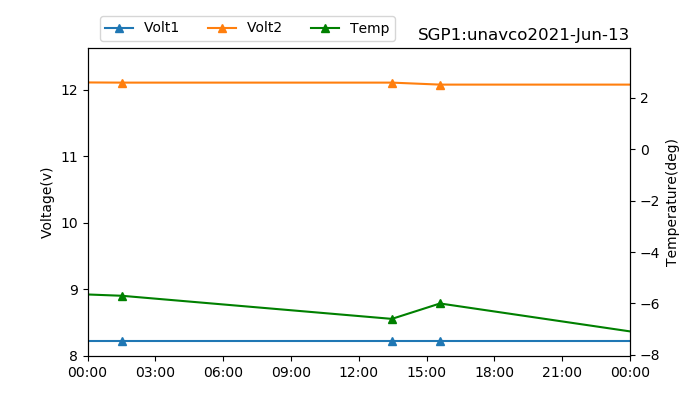 Volt1 Volt2 Temp
SGP1:unavco2021-Jun-13
Voltage(v)
12
11
10
9
8
Temperature(deg)
2
0
−2
−4
−6
−8
00:00 03:00 06:00 09:00 12:00 15:00 18:00 21:00 00:00